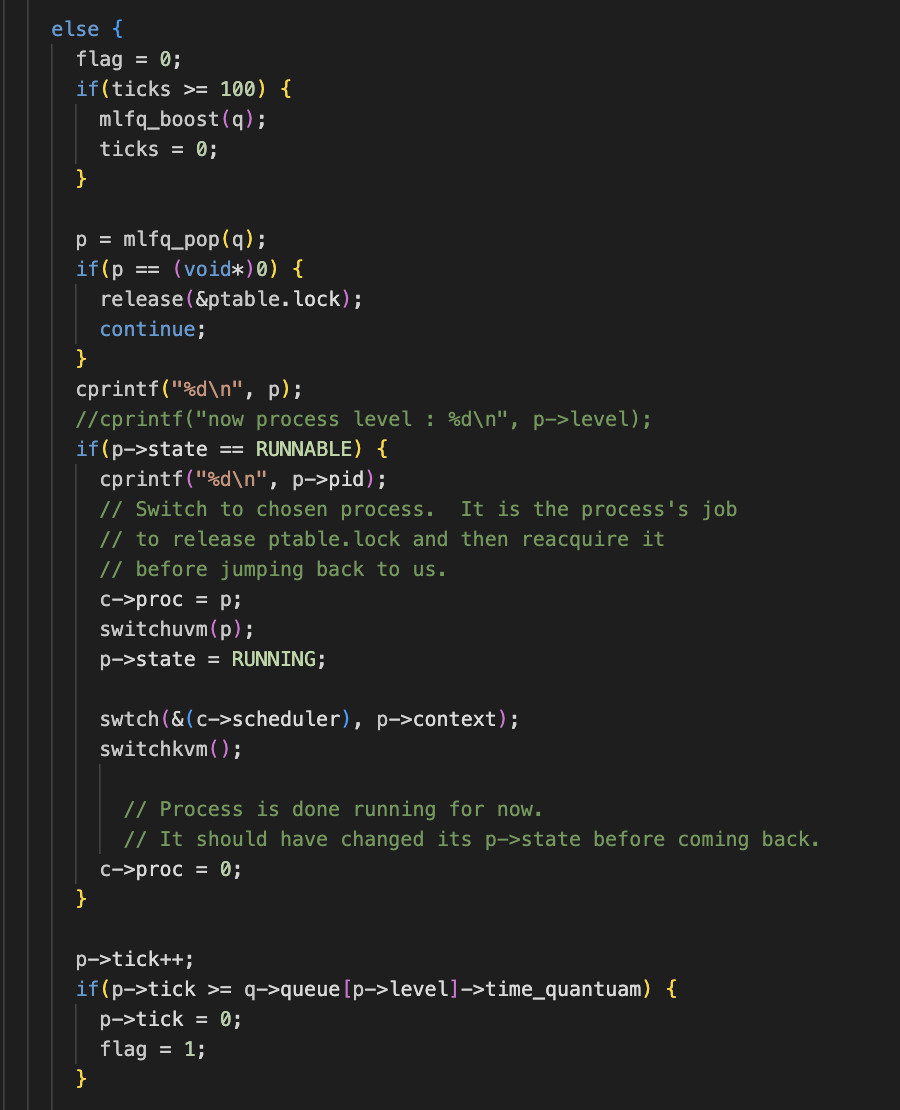 else {
flag = 0;
if(ticks >= 100) {
mlfq_boost(q);
ticks = 0;
}
p = mlfq_pop(q);
if(p == (void*)0) {
release(&ptable.lock);
continue;
}
cprintf("%d\n", p);
//cprintf("now process level : %d\n", p->level);
if(p->state == RUNNABLE) {
cprintf("%d\n", p->pid);
// Switch to chosen process.  It is the process's job
// to release ptable.lock and then reacquire it
// before jumping back to us.
c->proc = p;
switchuvm(p);
p->state = RUNNING;
swtch(&(c->scheduler), p->context);
switchkvm();
// Process is done running for now.
// It should have changed its p->state before coming back.
c->proc = 0;
}
p->tick++;
if(p->tick >= q->queue[p->level]->time_quantuam) {
p->tick = 0;
flag = 1;
}